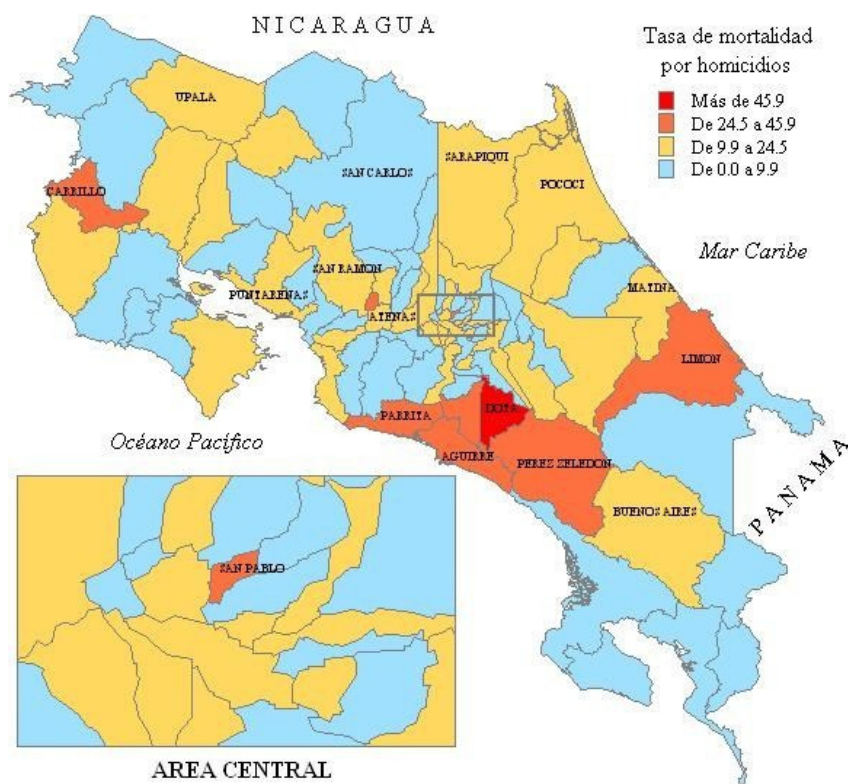 NICARAGUA
Tasa de mortalidad
por homicidios
Más de 45.9
De 24.5 a 45.9
De 9.9 a 24.5
De 0.0 a 9.9
UPALA
SAN CARLOS
SARAPIQUI
POCOCI
CARRILLO
Mar Caribe
SAN RAMON
PUNTARENAS
MATINA
ATENAS
LIMON
PARRITA
DOTA
Océano Pacífico
AGUIRRE
PEREZ SELEDON
BUENOS AIRES
PANAMA
SAN PABLO
AREA CENTRAL